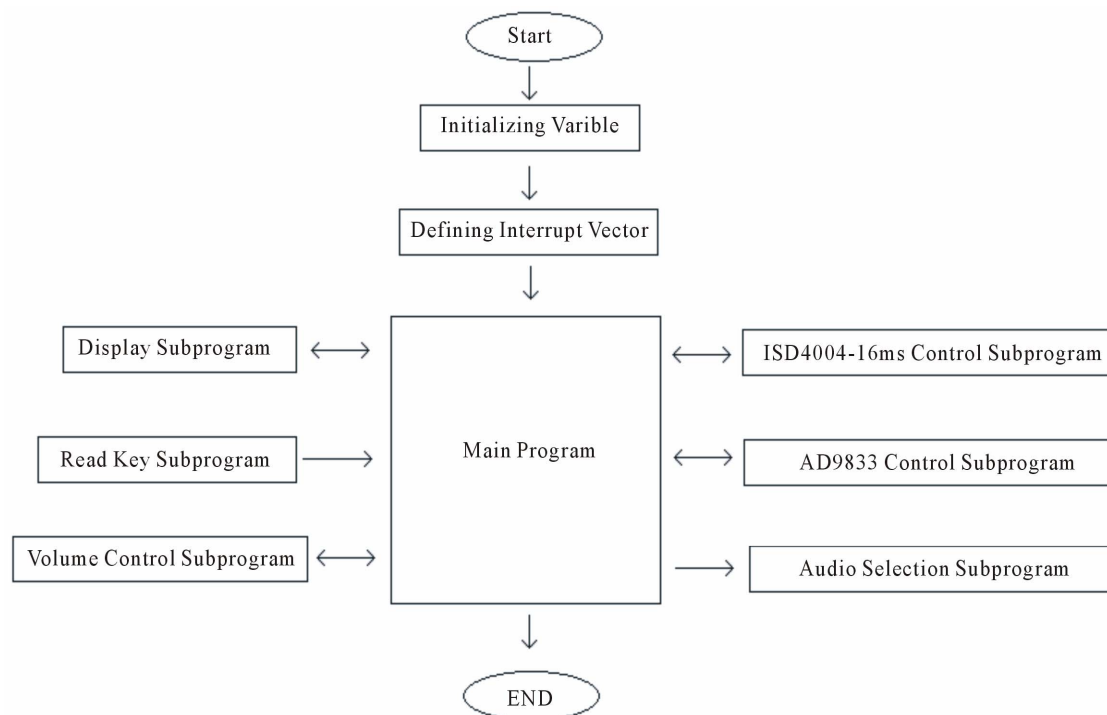 Start
Initializing Varible
Defining Interrupt Vector
Display Subprogram
ISD4004-16ms Control Subprogram
Main Program
Read Key Subprogram
AD9833 Control Subprogram
Volume Control Subprogram
Audio Selection Subprogram
END